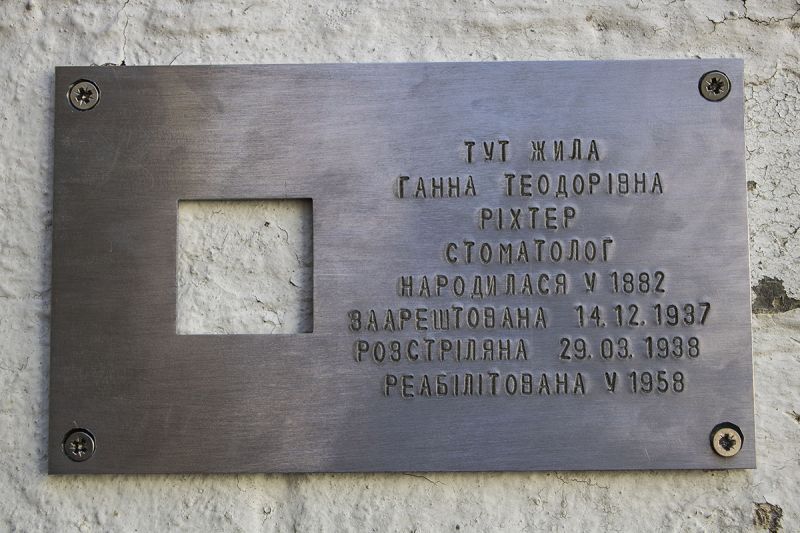 ТУТ ЖИЛА
ГАННА ТЕОДОРІВНА
РІХТЕР
СТОМАТОЛОГ
НАРОДИЛАСЯ У 1882
ЗААРЕШТОВАНА 14.12.1937
РОЗСТРІЛЯНА 29.03.1938
РЕАБІЛІТОВАНА У 1958